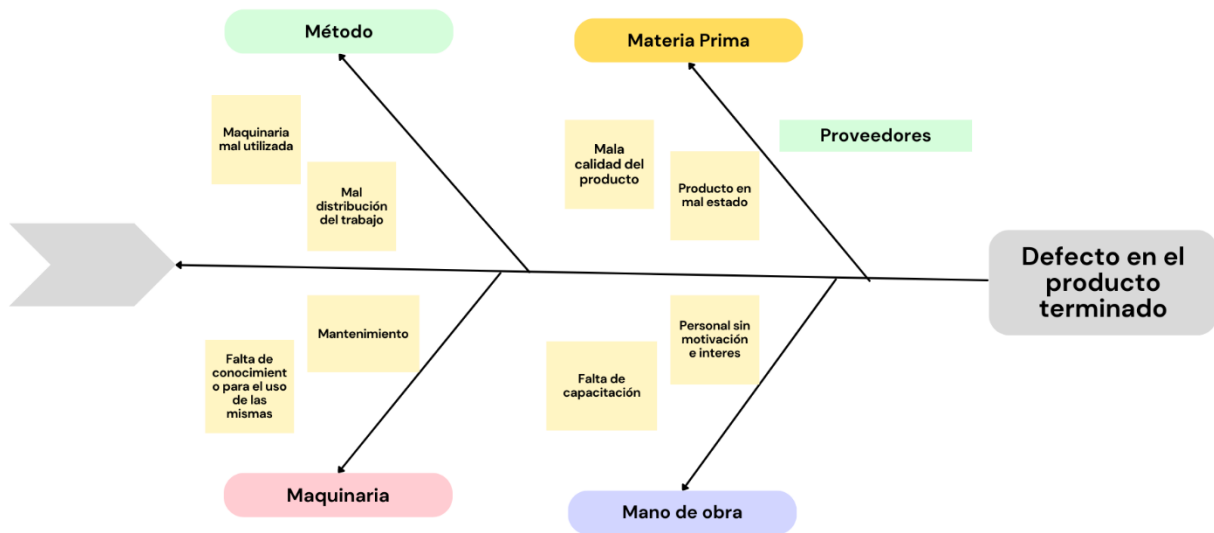 Método
Materia Prima
Maquinaria
mal utilizada
Mal
distribución
del trabajo
Mala
calidad del
producto
Producto en
mal estado
Proveedores
Defecto en el
producto
terminado
Mantenimiento
Falta de
conocimient
o para el uso
de las
mismas
Personal sin
motivación
e interes
Falta de
capacitación
Maquinaria
Mano de obra